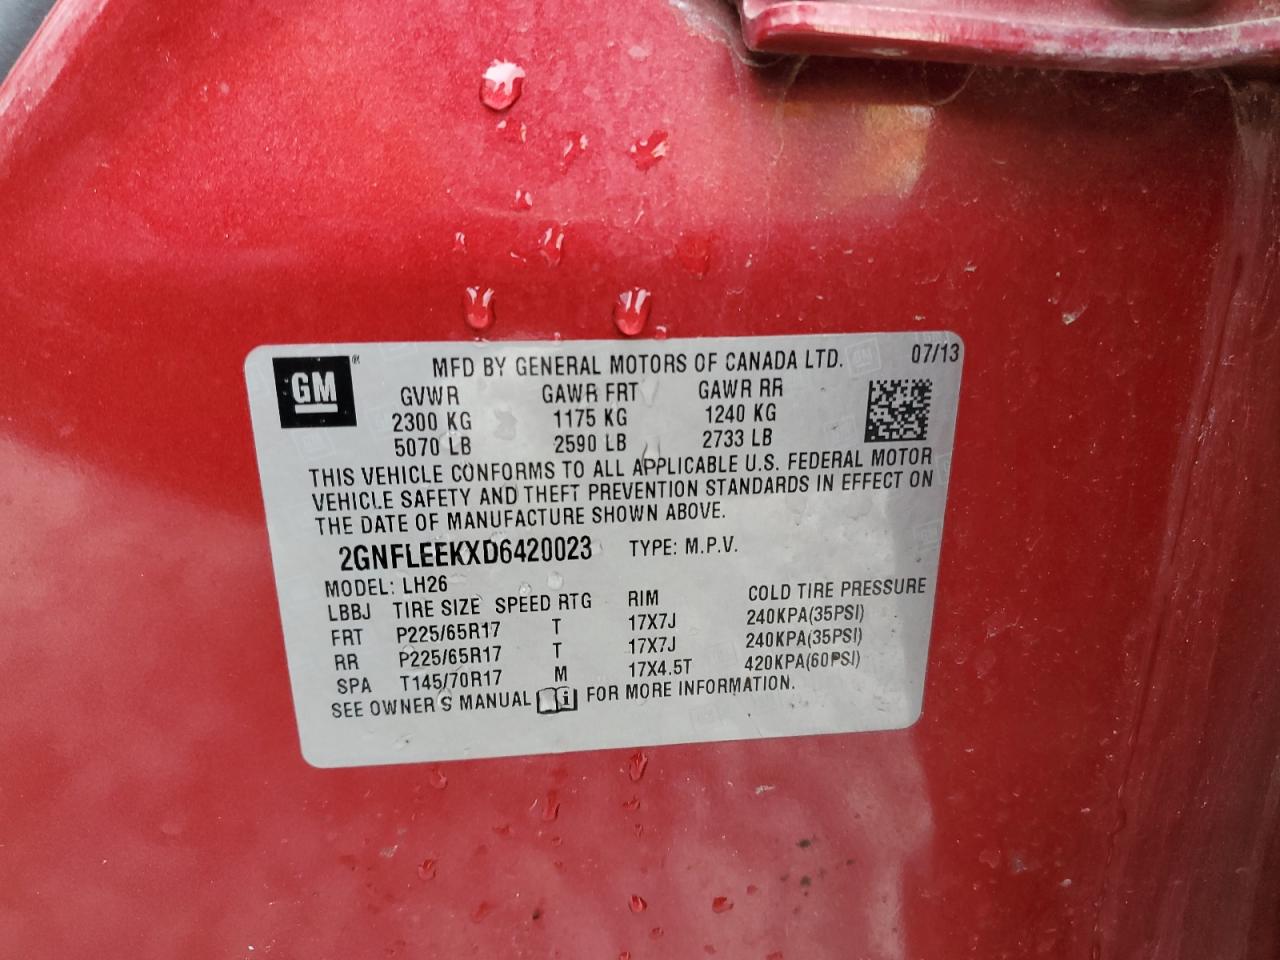 GM® MFD BY GENERAL MOTORS OF CANADA LTD. 07/13
GVWR GAWR FRT GAWR RR
2300 KG 1175 KG 1240 KG
5070 LB 2590 LB 2733 LB
THIS VEHICLE CONFORMS TO ALL APPLICABLE U.S. FEDERAL MOTOR
VEHICLE SAFETY AND THEFT PREVENTION STANDARDS IN EFFECT ON
THE DATE OF MANUFACTURE SHOWN ABOVE.
2GNFLEEKXD6420023 TYPE: M.P.V.
MODEL: LH26
LBBJ TIRE SIZE SPEED RTG RIM COLD TIRE PRESSURE
FRT P225/65R17 T 17X7J 240KPA(35PSI)
RR P225/65R17 T 17X7J 240KPA(35PSI)
SPA T145/70R17 M 17X4.5T 420KPA(60PSI)
SEE OWNER'S MANUAL i FOR MORE INFORMATION.